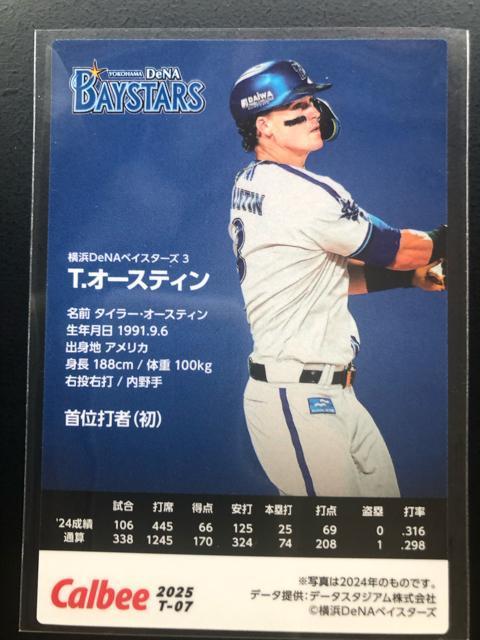 YOKOHAMA DeNA
BAYSTARS
DAIWA
横浜DeNAベイスターズ 3
T.オースティン
名前 タイラー・オースティン
生年月日 1991.9.6
出身地 アメリカ
身長 188cm / 体重 100kg
右投右打 / 内野手
首位打者(初)
3
試合 打席 得点 安打 本塁打 打点 盗塁 打率
'24成績 106 445 66 125 25 69 0 .316
通算 338 1245 170 324 74 208 1 .298
Calbee 2025
T-07
※写真は2024年のものです。
データ提供:データスタジアム株式会社
©横浜DeNAベイスターズ